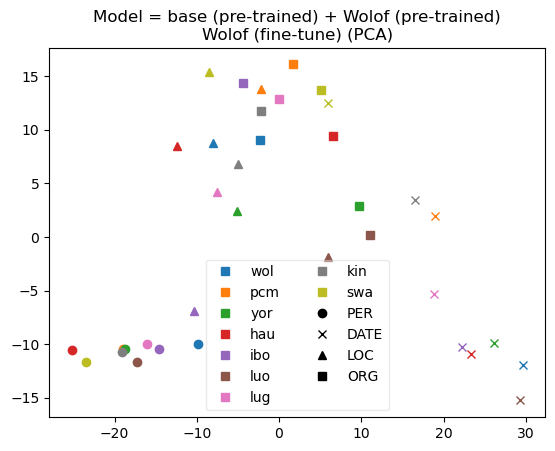 Model = base (pre-trained) + Wolof (pre-trained)
Wolof (fine-tune) (PCA)
15
10
5
0
−5
−10
−15
wol
pcm
yor
hau
ibo
luo
lug
kin
swa
PER
DATE
LOC
ORG
−20
−10
0
10
20
30